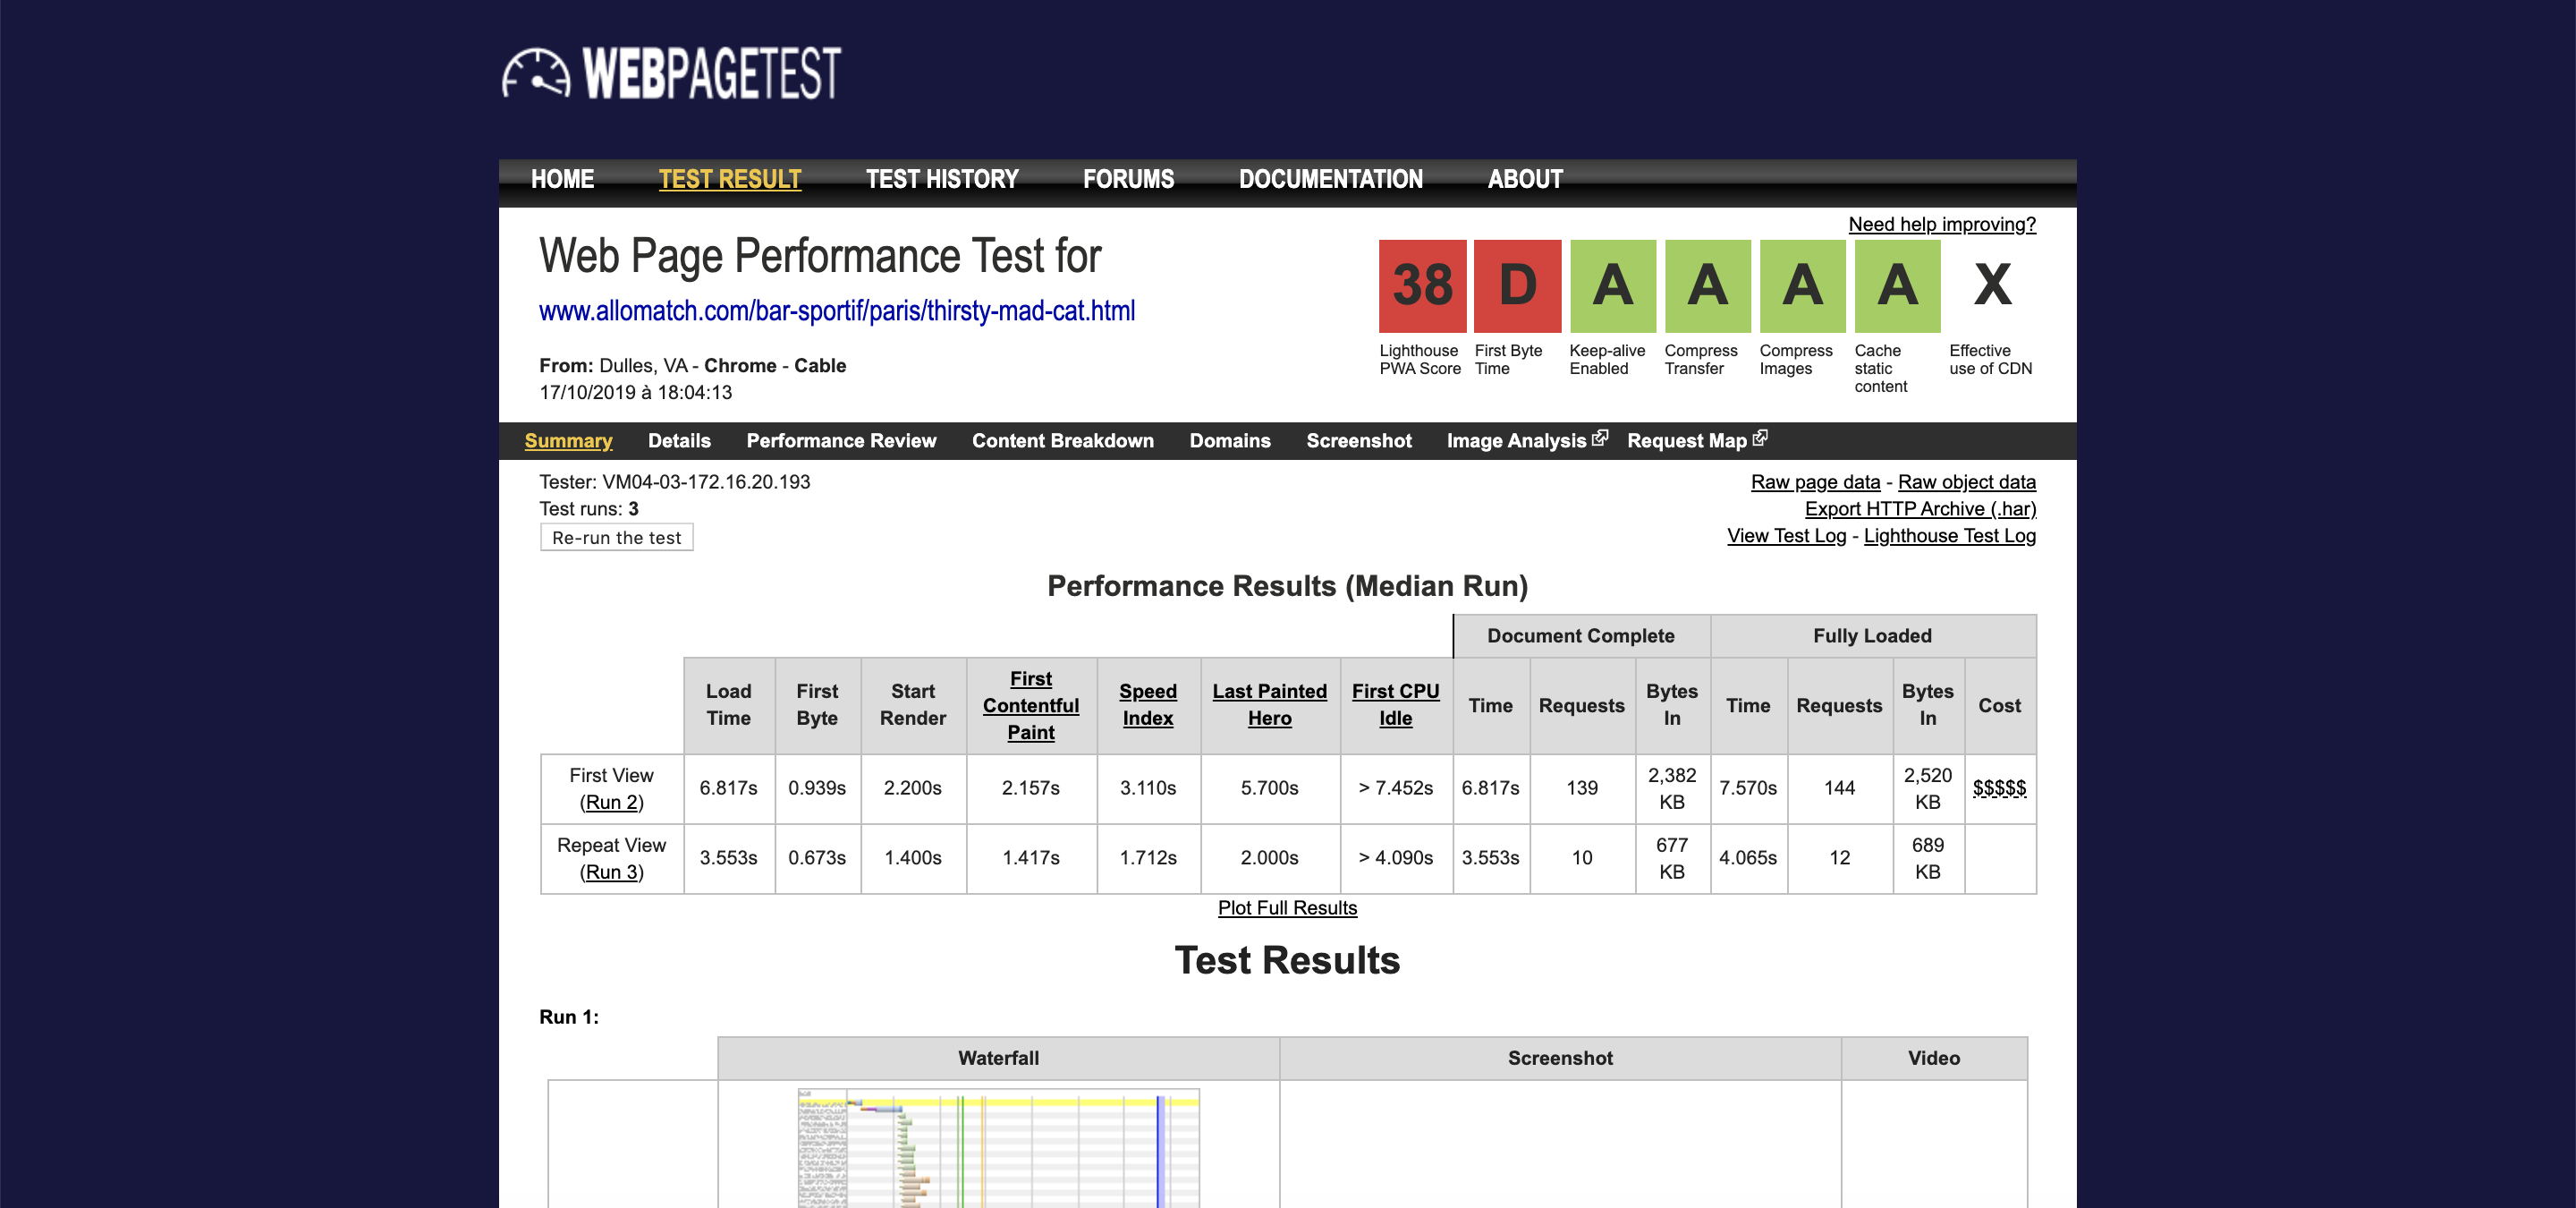 WEBPAGETEST
HOME TEST RESULT TEST HISTORY FORUMS DOCUMENTATION ABOUT
Need help improving?
Web Page Performance Test for
www.allomatch.com/bar-sportif/paris/thirsty-mad-cat.html
From: Dulles, VA - Chrome - Cable
17/10/2019 à 18:04:13
38 D A A A A X
Lighthouse PWA Score
First Byte Time
Keep-alive Enabled
Compress Transfer
Compress Images
Cache static content
Effective use of CDN
Summary Details Performance Review Content Breakdown Domains Screenshot Image Analysis Request Map
Tester: VM04-03-172.16.20.193
Test runs: 3
Re-run the test
Raw page data - Raw object data
Export HTTP Archive (.har)
View Test Log - Lighthouse Test Log
Performance Results (Median Run)
Document Complete Fully Loaded
Load Time First Byte Start Render First Contentful Paint Speed Index Last Painted Hero First CPU Idle Time Requests Bytes In Time Requests Bytes In Cost
First View (Run 2) 6.817s 0.939s 2.200s 2.157s 3.110s 5.700s > 7.452s 6.817s 139 2,382 KB 7.570s 144 2,520 KB $$$$$
Repeat View (Run 3) 3.553s 0.673s 1.400s 1.417s 1.712s 2.000s > 4.090s 3.553s 10 677 KB 4.065s 12 689 KB
Plot Full Results
Test Results
Run 1:
Waterfall Screenshot Video